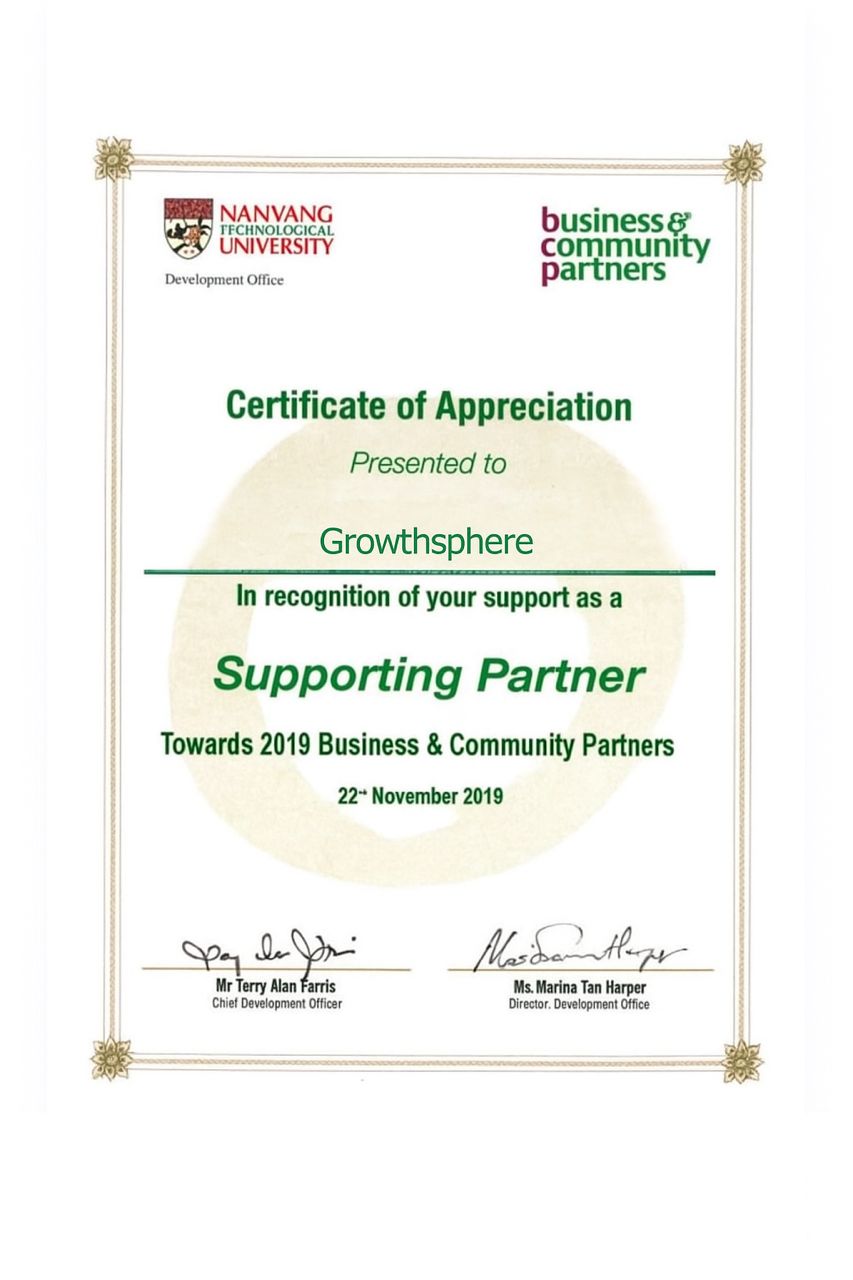 NANVANG
TECHNOLOGICAL
UNIVERSITY
Development Office
business &
community
partners
Certificate of Appreciation
Presented to
Growthsphere
In recognition of your support as a
Supporting Partner
Towards 2019 Business & Community Partners
22 November 2019
Mr Terry Alan Farris
Chief Development Officer
Ms. Marina Tan Harper
Director. Development Office